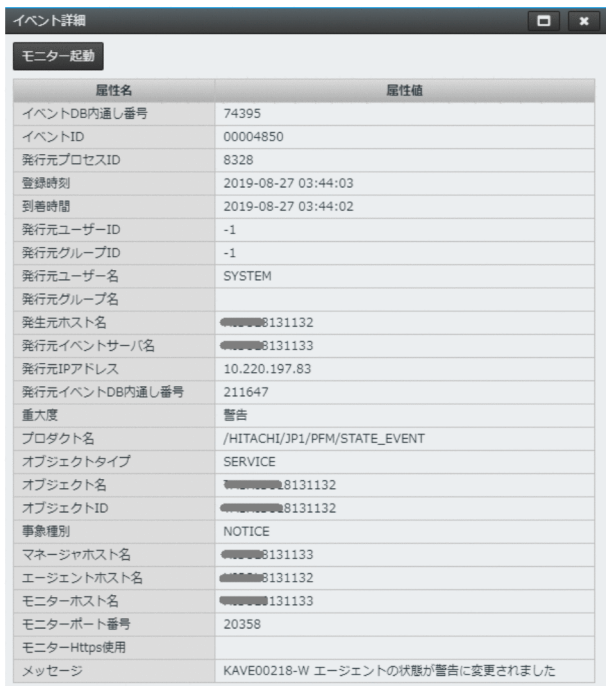 イベント詳細
モニター起動
属性名 属性値
イベントDB内通し番号 74395
イベントID 00004850
発行元プロセスID 8328
登録時刻 2019-08-27 03:44:03
到着時間 2019-08-27 03:44:02
発行元ユーザーID -1
発行元グループID -1
発行元ユーザー名 SYSTEM
発行元グループ名
発生元ホスト名 8131132
発行元イベントサーバ名 8131133
発行元IPアドレス 10.220.197.83
発行元イベントDB内通し番号 211647
重大度 警告
プロダクト名 /HITACHI/JP1/PFM/STATE_EVENT
オブジェクトタイプ SERVICE
オブジェクト名 8131132
オブジェクトID 8131132
事象種別 NOTICE
マネージャホスト名 8131133
エージェントホスト名 8131132
モニターホスト名 131133
モニターポート番号 20358
モニターHttps使用
メッセージ KAVE00218-W エージェントの状態が警告に変更されました